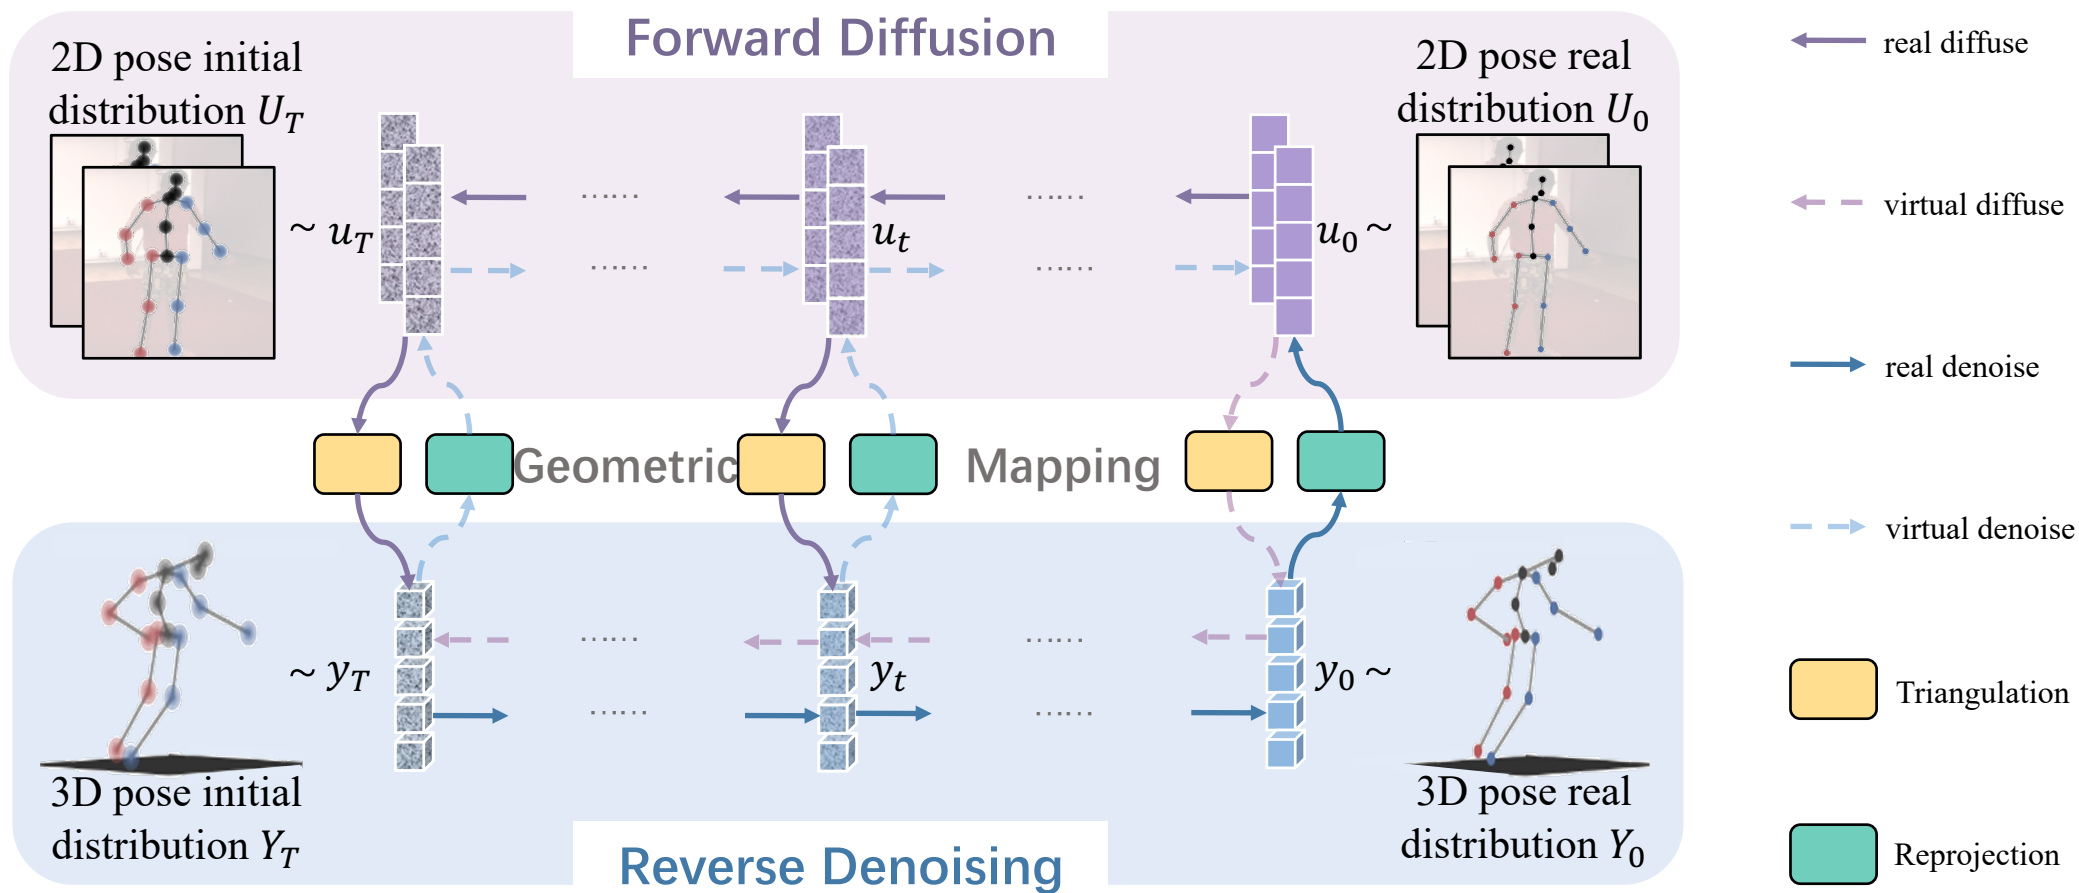 Forward Diffusion
2D pose initial
distribution U_T
2D pose real
distribution U_0
~ u_T
......
......
u_t
......
......
u_0 ~
Geometric
Mapping
~ y_T
......
......
y_t
......
......
y_0 ~
3D pose initial
distribution Y_T
3D pose real
distribution Y_0
Reverse Denoising
real diffuse
virtual diffuse
real denoise
virtual denoise
Triangulation
Reprojection